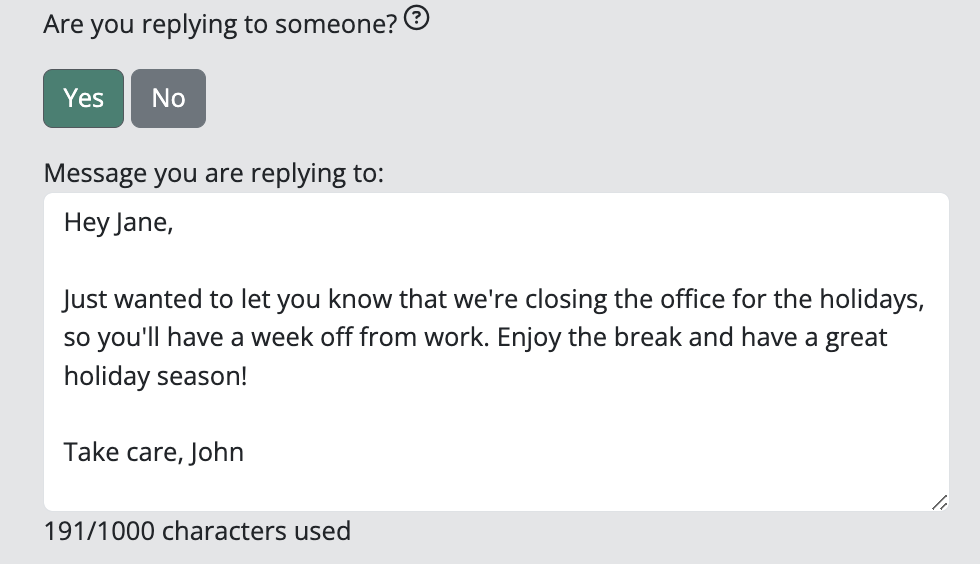 Are you replying to someone? ?
Yes No
Message you are replying to:
Hey Jane,
Just wanted to let you know that we're closing the office for the holidays,
so you'll have a week off from work. Enjoy the break and have a great
holiday season!
Take care, John
191/1000 characters used